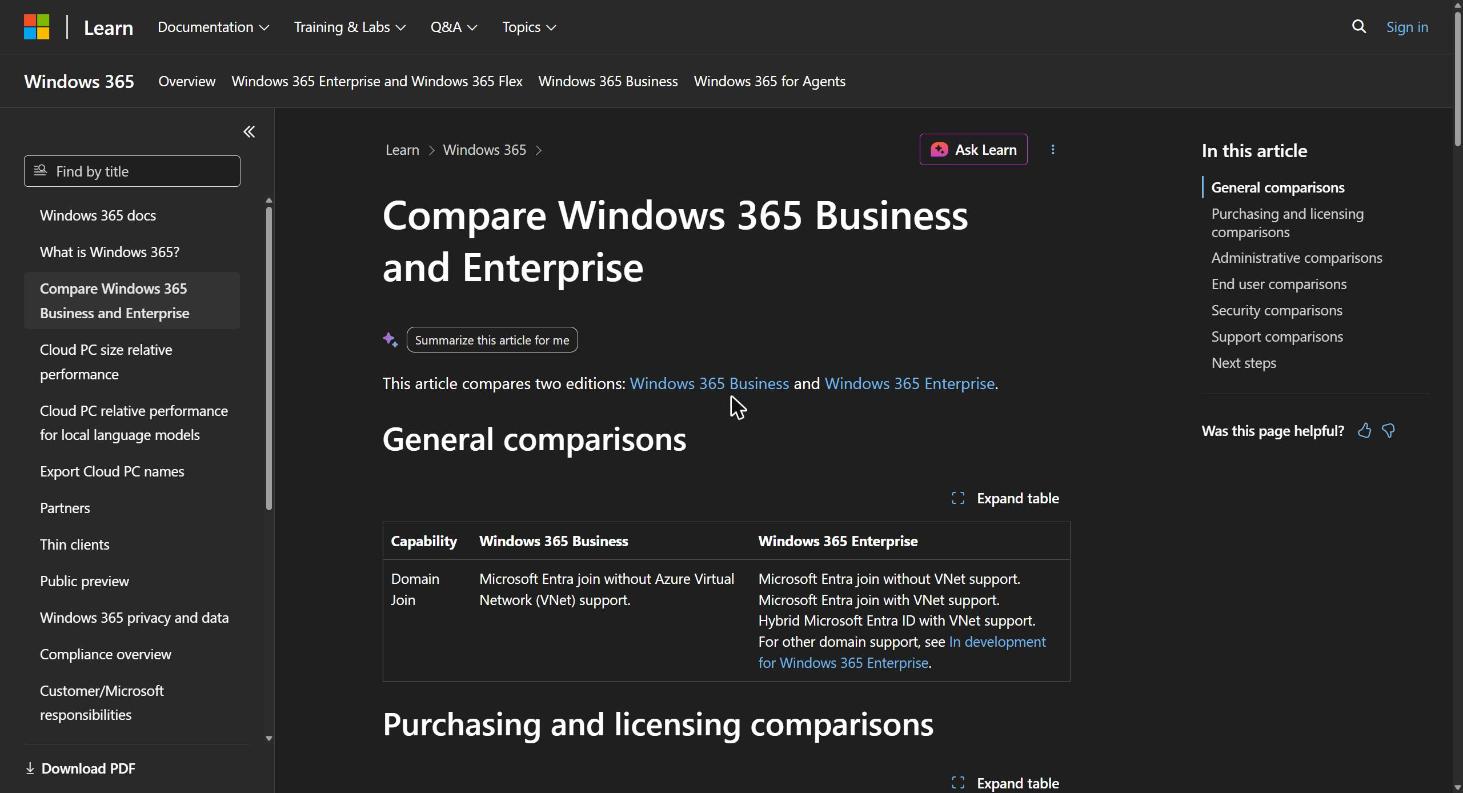 Learn
Documentation
Training & Labs
Q&A
Topics
Sign in
Windows 365
Overview
Windows 365 Enterprise and Windows 365 Flex
Windows 365 Business
Windows 365 for Agents
Find by title
Windows 365 docs
What is Windows 365?
Compare Windows 365
Business and Enterprise
Cloud PC size relative
performance
Cloud PC relative performance
for local language models
Export Cloud PC names
Partners
Thin clients
Public preview
Windows 365 privacy and data
Compliance overview
Customer/Microsoft
responsibilities
Download PDF
Learn
Windows 365
Ask Learn
Compare Windows 365 Business
and Enterprise
Summarize this article for me
This article compares two editions: Windows 365 Business and Windows 365 Enterprise.
General comparisons
Expand table
Capability
Windows 365 Business
Windows 365 Enterprise
Domain
Join
Microsoft Entra join without Azure Virtual
Network (VNet) support.
Microsoft Entra join without VNet support.
Microsoft Entra join with VNet support.
Hybrid Microsoft Entra ID with VNet support.
For other domain support, see In development
for Windows 365 Enterprise.
Purchasing and licensing comparisons
Expand table
In this article
General comparisons
Purchasing and licensing
comparisons
Administrative comparisons
End user comparisons
Security comparisons
Support comparisons
Next steps
Was this page helpful?